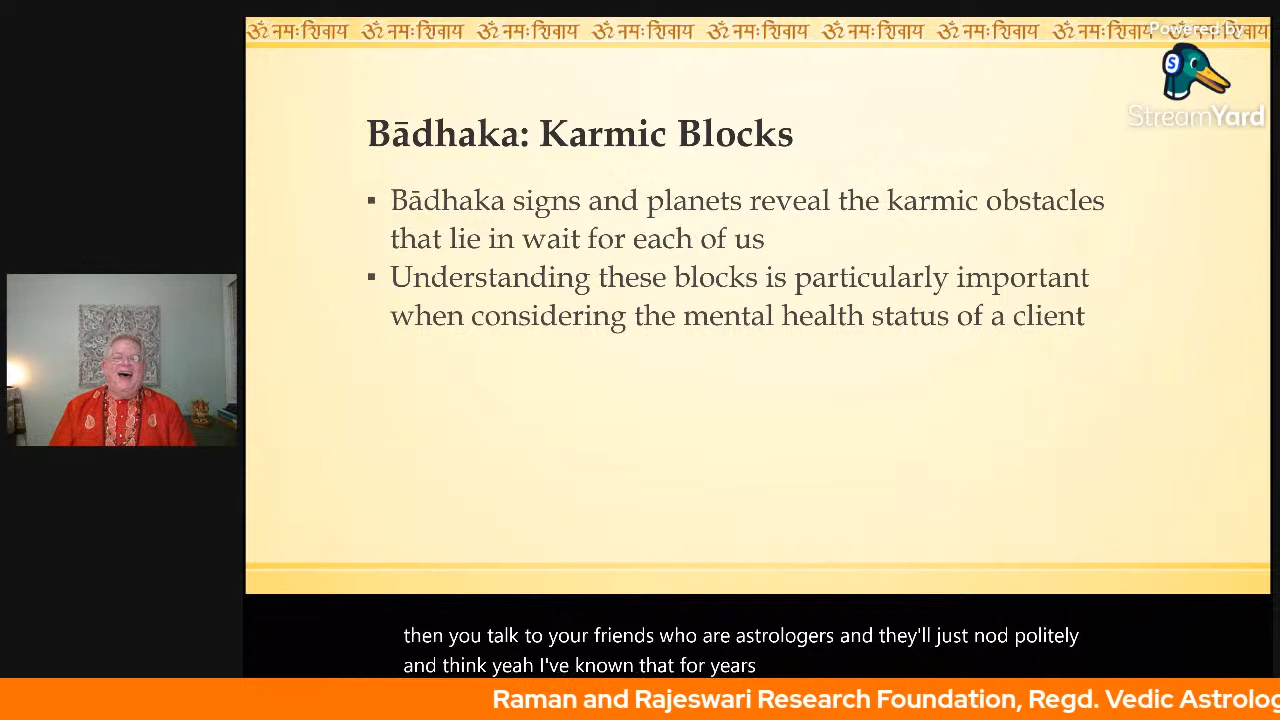 ॐ नमः शिवाय ॐ नमः शिवाय ॐ नमः शिवाय ॐ नमः शिवाय ॐ नमः शिवाय ॐ नमः शिवाय ॐ नमः शिवाय ॐ नमः शिवाय ॐ नमः शिवाय
Powered by
S
StreamYard
Bādhaka: Karmic Blocks
▪ Bādhaka signs and planets reveal the karmic obstacles
that lie in wait for each of us
▪ Understanding these blocks is particularly important
when considering the mental health status of a client
then you talk to your friends who are astrologers and they'll just nod politely
and think yeah I've known that for years
Raman and Rajeswari Research Foundation, Regd. Vedic Astrolog